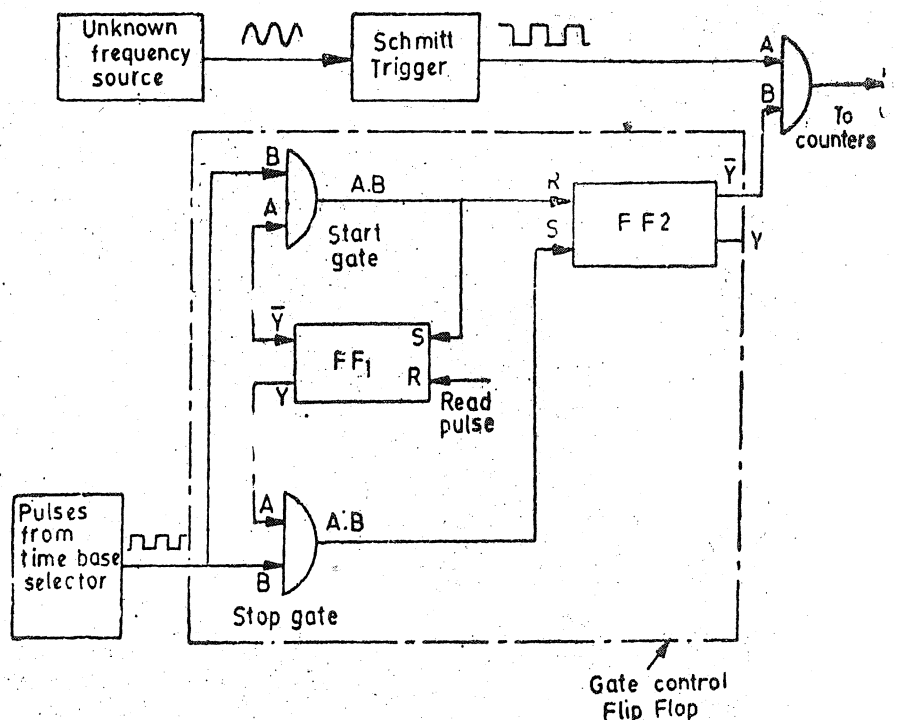 Unknown
frequency
source
Schmitt
Trigger
A
B
To
counters
B
A
A.B
Start
gate
R
S
FF2
Y̅
Y
Y̅
FF1
Y
S
R
Read
pulse
Pulses
from
time base
selector
A
B
A.B
Stop gate
Gate control
Flip Flop